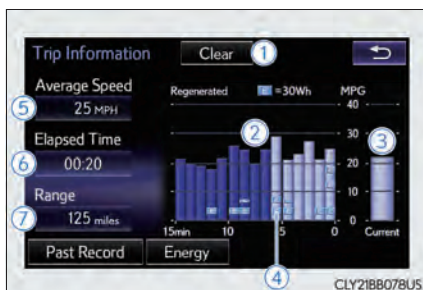 Trip Information
Clear
1
Average Speed
5
25 MPH
Elapsed Time
6
00:20
Range
7
125 miles
Past Record
Energy
Regenerated
=30Wh
MPG
40
2
30
3
20
10
0
15min
10
5
0
Current
4
CLY21BB078US